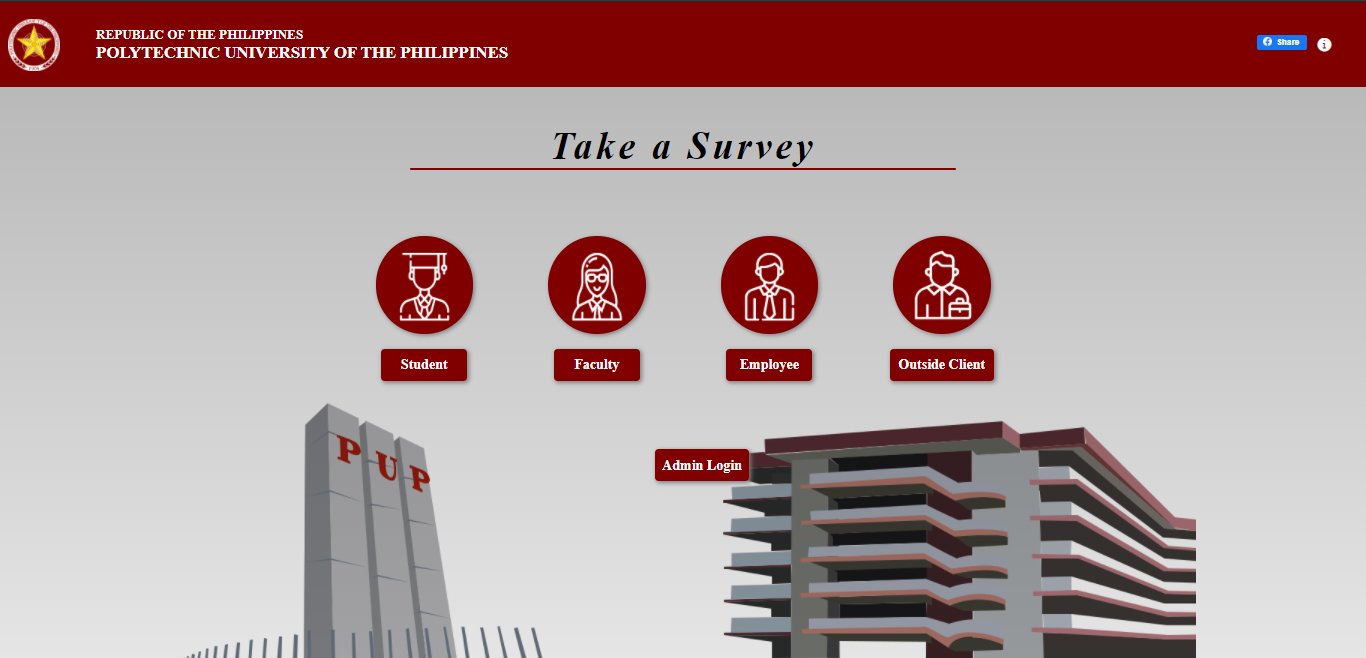 REPUBLIC OF THE PHILIPPINES
POLYTECHNIC UNIVERSITY OF THE PHILIPPINES
Share
Take a Survey
Student
Faculty
Employee
Outside Client
PUP
Admin Login